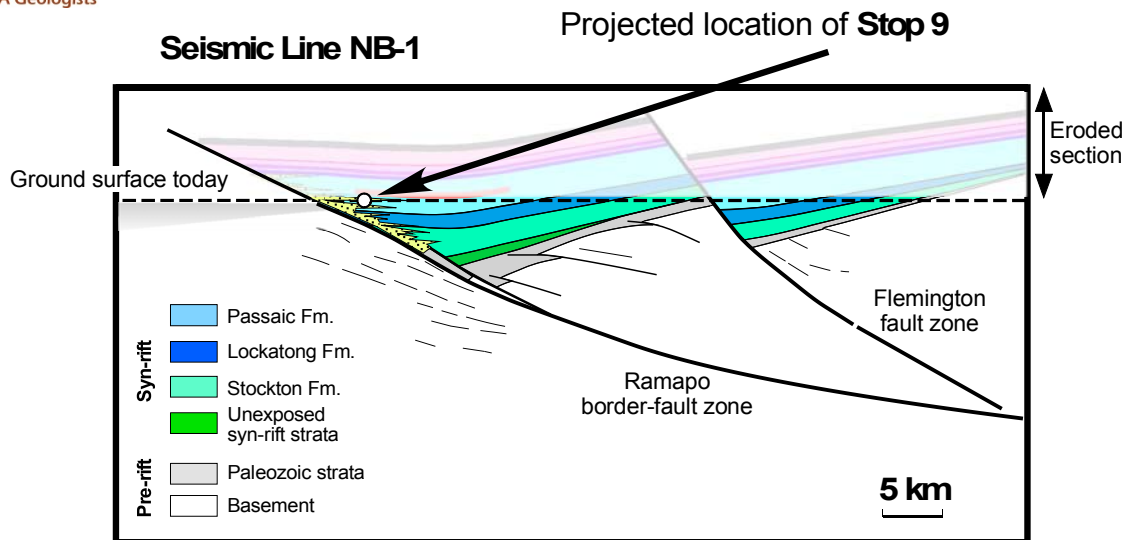 A Geologists
Projected location of Stop 9
Seismic Line NB-1
Eroded
section
Ground surface today
Flemington
fault zone
Ramapo
border-fault zone
Syn-rift
Passaic Fm.
Lockatong Fm.
Stockton Fm.
Unexposed
syn-rift strata
Pre-rift
Paleozoic strata
Basement
5 km